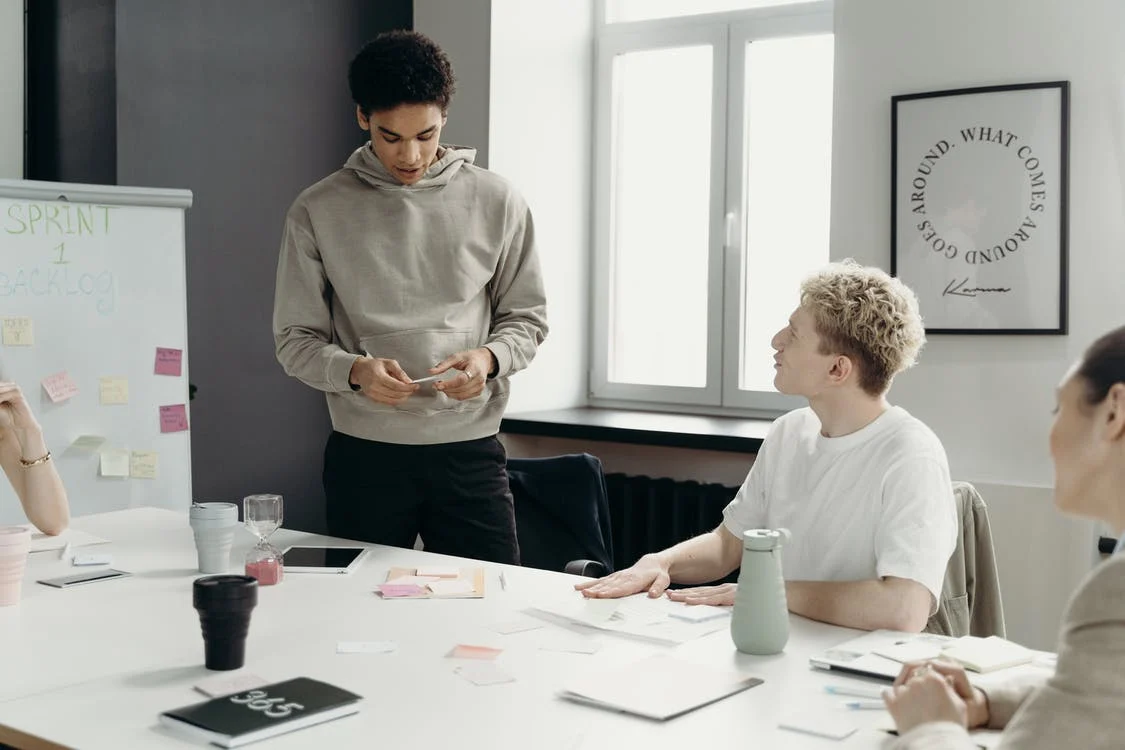 SPRINT
1
BACKLOG
WHAT COMES AROUND GOES AROUND.
Karma
365